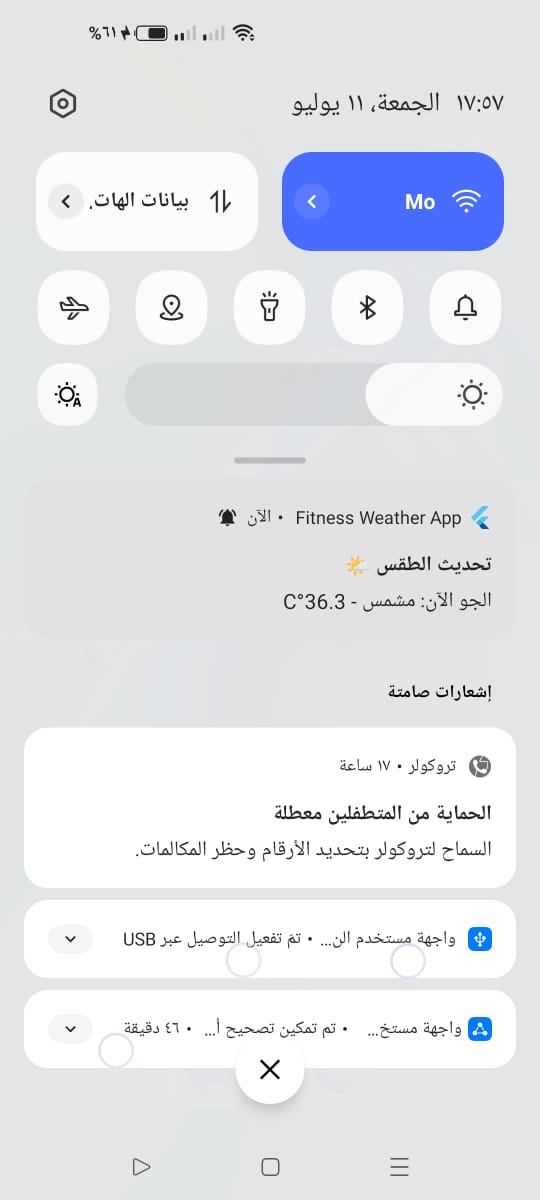 ٦١%
١٧:٥٧ الجمعة، ١١ يوليو
Mo
بيانات الهات.
A
Fitness Weather App • الآن
تحديث الطقس 🌤️
الجو الآن: مشمس - 36.3°C
إشعارات صامتة
تروكولر • ١٧ ساعة
الحماية من المتطفلين معطلة
السماح لتروكولر بتحديد الأرقام وحظر المكالمات.
واجهة مستخدم الن... • تم تفعيل التوصيل عبر USB
واجهة مستخ... • تم تمكين تصحيح أ... • ٤٦ دقيقة